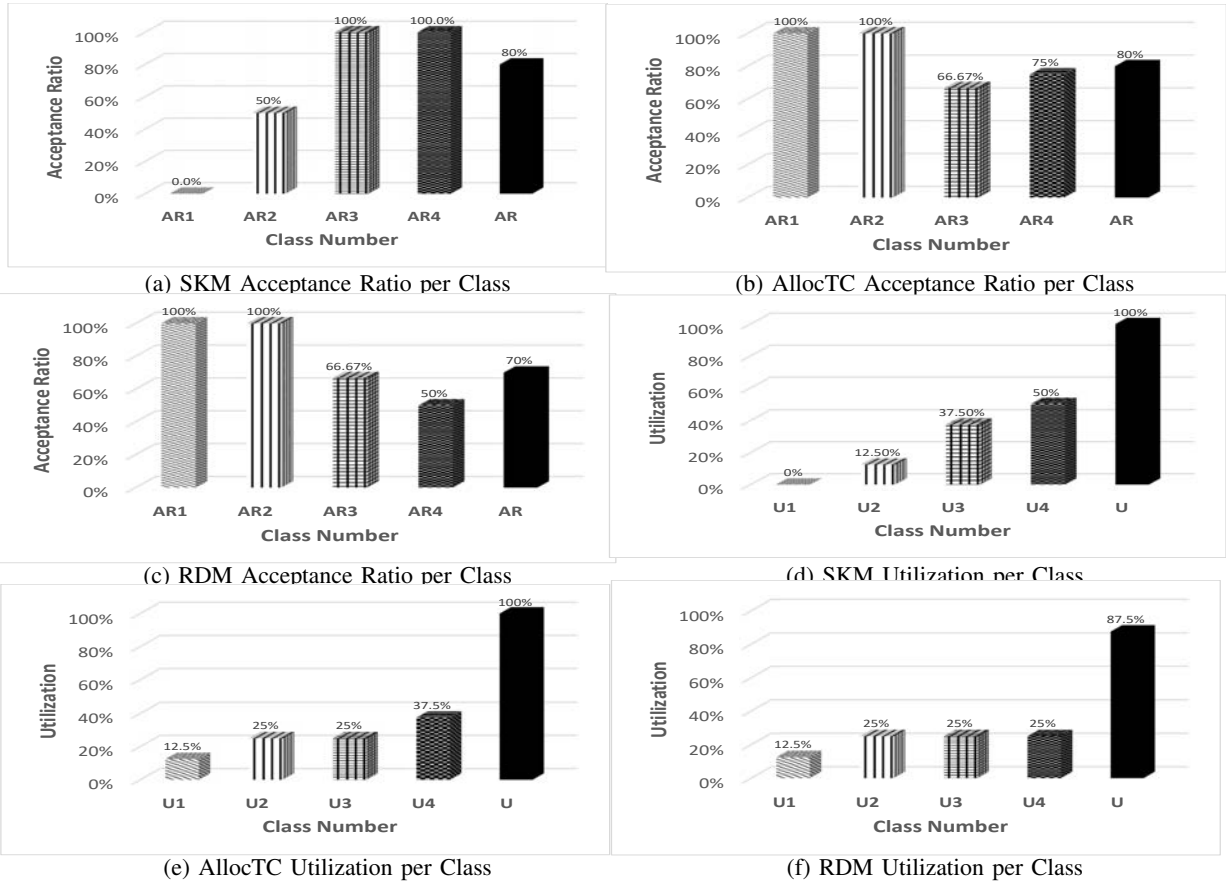 100%
100.0%
100%
80%
80%
50%
60%
40%
20%
0.0%
0%
Acceptance Ratio
AR1 AR2 AR3 AR4 AR
Class Number
(a) SKM Acceptance Ratio per Class
100%
100%
100%
80%
80%
75%
66.67%
60%
40%
20%
0%
Acceptance Ratio
AR1 AR2 AR3 AR4 AR
Class Number
(b) AllocTC Acceptance Ratio per Class
100%
100%
100%
80%
70%
66.67%
60%
50%
40%
20%
0%
Acceptance Ratio
AR1 AR2 AR3 AR4 AR
Class Number
(c) RDM Acceptance Ratio per Class
100%
100%
80%
60%
50%
40%
37.50%
20%
12.50%
0%
0%
Utilization
U1 U2 U3 U4 U
Class Number
(d) SKM Utilization per Class
100%
100%
80%
60%
40%
37.5%
25%
25%
20%
12.5%
0%
Utilization
U1 U2 U3 U4 U
Class Number
(e) AllocTC Utilization per Class
100%
87.5%
80%
60%
40%
25%
25%
25%
20%
12.5%
0%
Utilization
U1 U2 U3 U4 U
Class Number
(f) RDM Utilization per Class